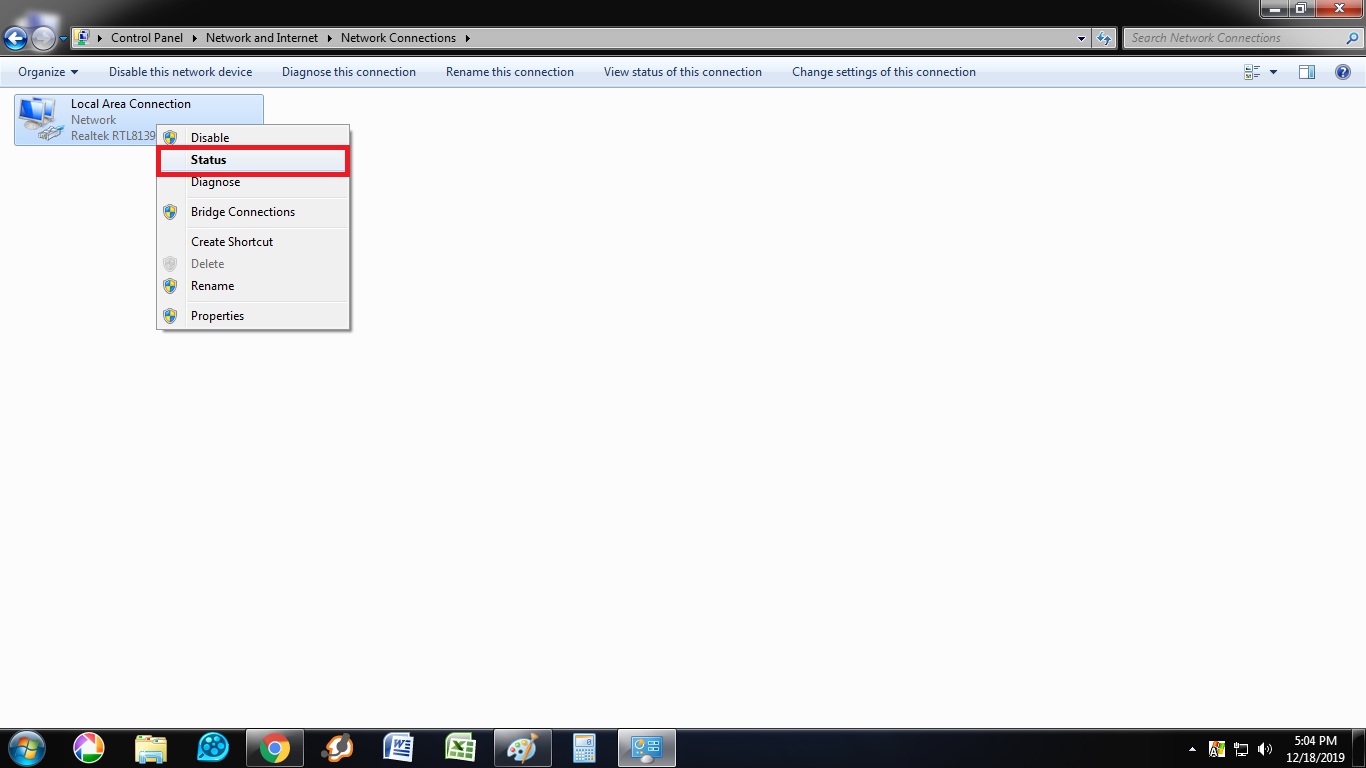 Control Panel Network and Internet Network Connections
Search Network Connections
Organize Disable this network device Diagnose this connection Rename this connection View status of this connection Change settings of this connection
Local Area Connection
Network
Realtek RTL8139
Disable
Status
Diagnose
Bridge Connections
Create Shortcut
Delete
Rename
Properties
5:04 PM
12/18/2019